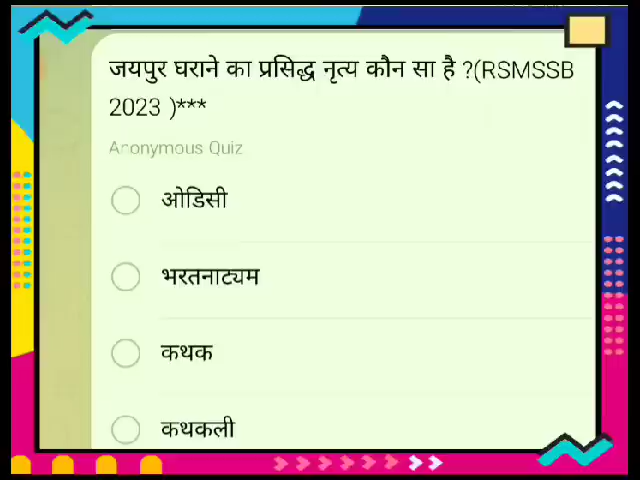 जयपुर घराने का प्रसिद्ध नृत्य कौन सा है ?(RSMSSB
2023 )***
Anonymous Quiz
ओडिसी
भरतनाट्यम
कथक
कथकली